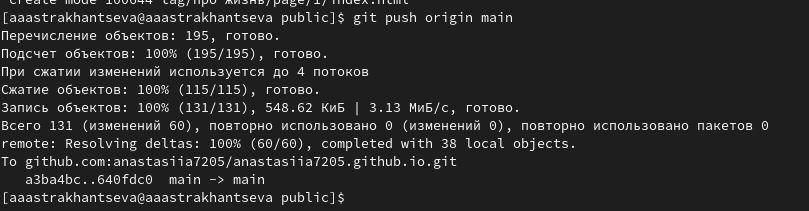 create mode 100644 tag/про-жизнь/page/1/index.html
[aaastrakhantseva@aaastrakhantseva public]$ git push origin main
Перечисление объектов: 195, готово.
Подсчет объектов: 100% (195/195), готово.
При сжатии изменений используется до 4 потоков
Сжатие объектов: 100% (115/115), готово.
Запись объектов: 100% (131/131), 548.62 КиБ | 3.13 МиБ/с, готово.
Всего 131 (изменений 60), повторно использовано 0 (изменений 0), повторно использовано пакетов 0
remote: Resolving deltas: 100% (60/60), completed with 38 local objects.
To github.com:anastasiia7205/anastasiia7205.github.io.git
   a3ba4bc..640fdc0  main -> main
[aaastrakhantseva@aaastrakhantseva public]$